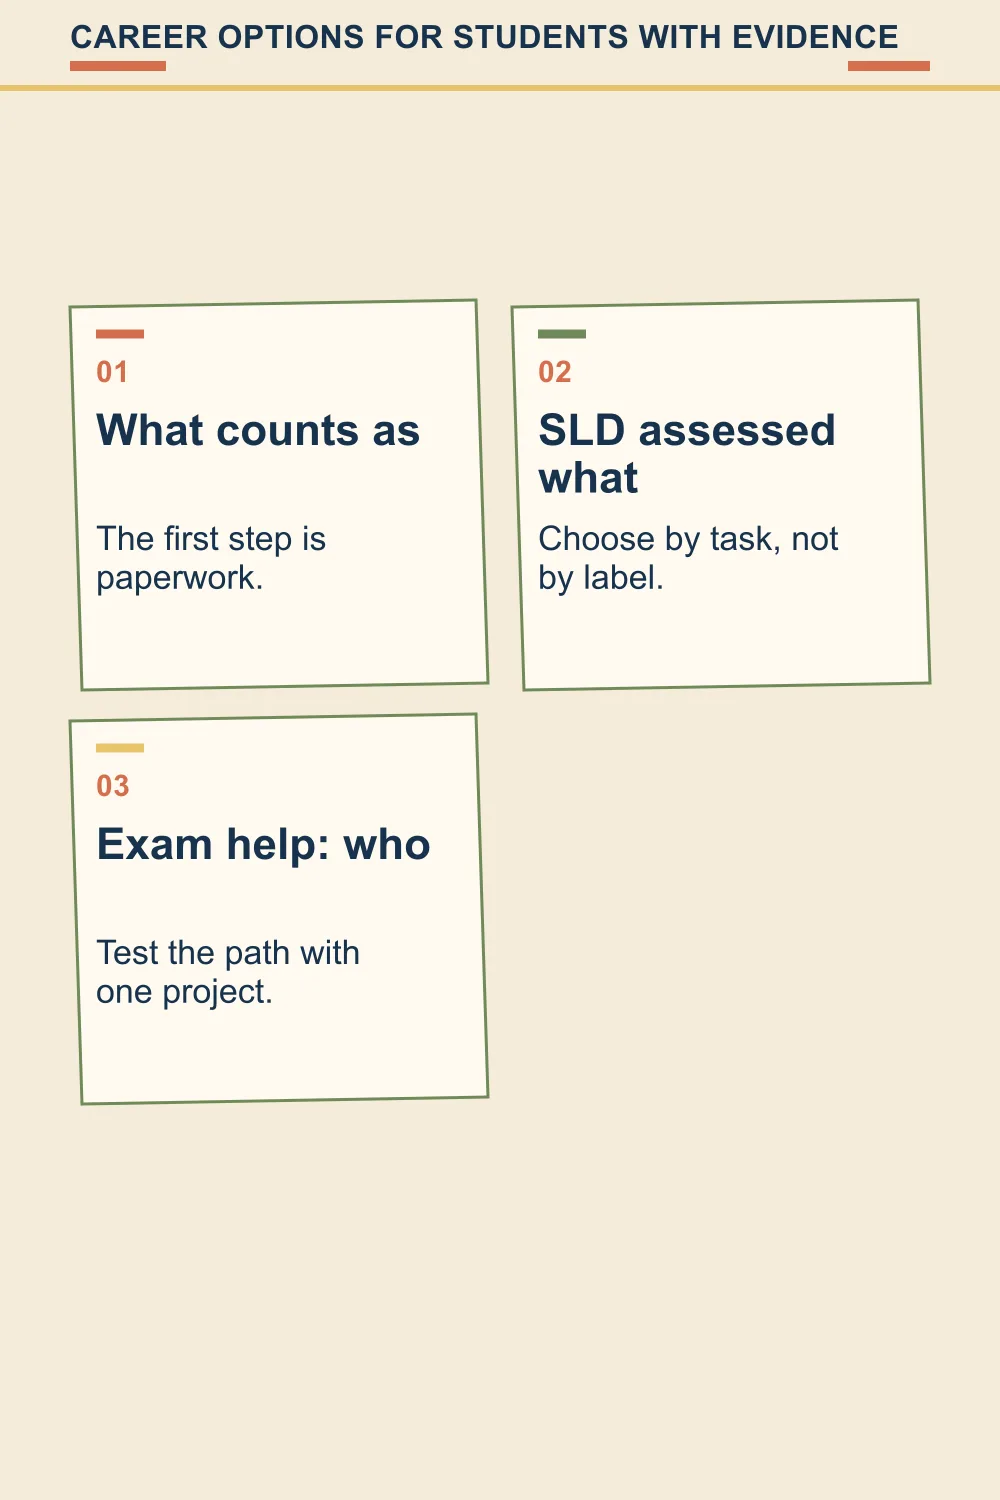 CAREER OPTIONS FOR STUDENTS WITH EVIDENCE
01
What counts as
The first step is
paperwork.
02
SLD assessed
what
Choose by task, not
by label.
03
Exam help: who
Test the path with
one project.